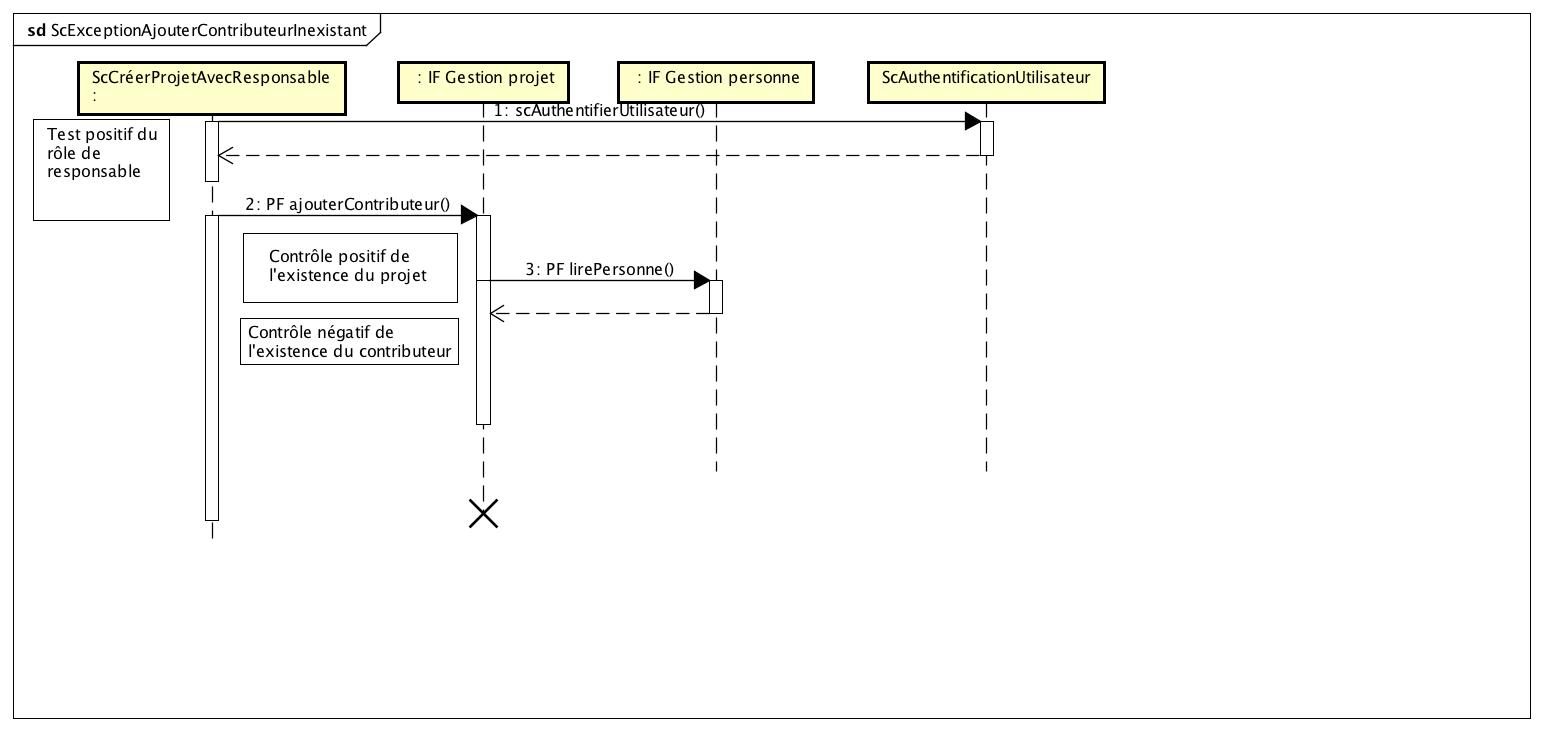 sd ScExceptionAjouterContributeurInexistant
ScCréerProjetAvecResponsable
:
: IF Gestion projet
: IF Gestion personne
ScAuthentificationUtilisateur
1: scAuthentifierUtilisateur()
Test positif du
rôle de
responsable
2: PF ajouterContributeur()
Contrôle positif de
l'existence du projet
3: PF lirePersonne()
Contrôle négatif de
l'existence du contributeur